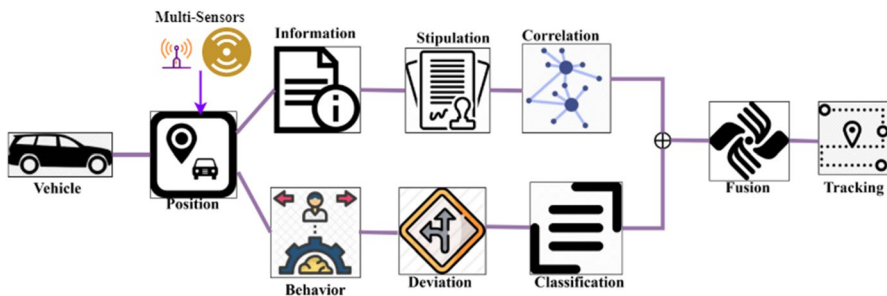 Multi-Sensors
Information
Stipulation
Correlation
Vehicle
Position
Fusion
Tracking
Behavior
Deviation
Classification